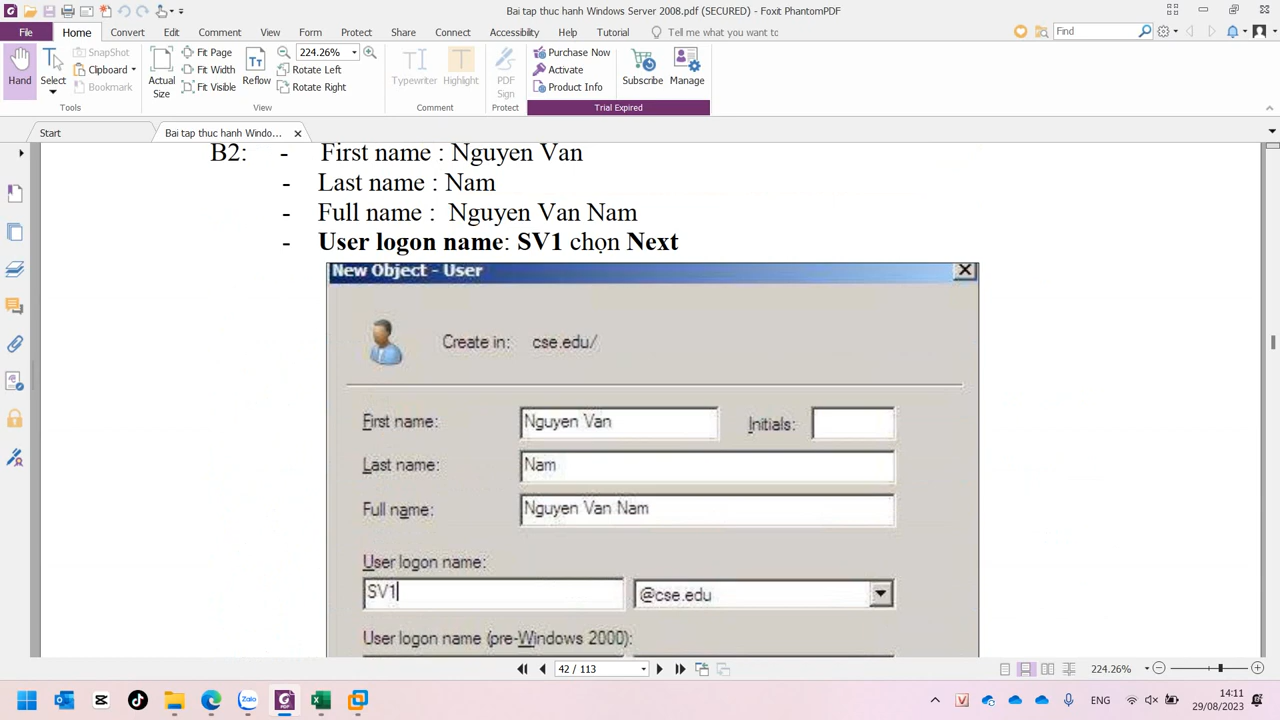 Bai tap thuc hanh Windows Server 2008.pdf (SECURED) - Foxit PhantomPDF
File Home Convert Edit Comment View Form Protect Share Connect Accessibility Help Tutorial Tell me what you want to Find
Hand
Select
SnapShot
Clipboard
Bookmark
Tools
Actual Size
Fit Page
Fit Width
Fit Visible
Reflow
224.26%
Rotate Left
Rotate Right
View
Typewriter
Highlight
Comment
PDF Sign
Protect
Purchase Now
Activate
Product Info
Subscribe
Manage
Trial Expired
Start
Bai tap thuc hanh Windo...
B2: - First name : Nguyen Van
- Last name : Nam
- Full name : Nguyen Van Nam
- User logon name: SV1 chọn Next
New Object - User
Create in: cse.edu/
First name: Nguyen Van Initials:
Last name: Nam
Full name: Nguyen Van Nam
User logon name:
SV1 @cse.edu
User logon name (pre-Windows 2000):
42 / 113
224.26%
Zalo
ENG
14:11
29/08/2023